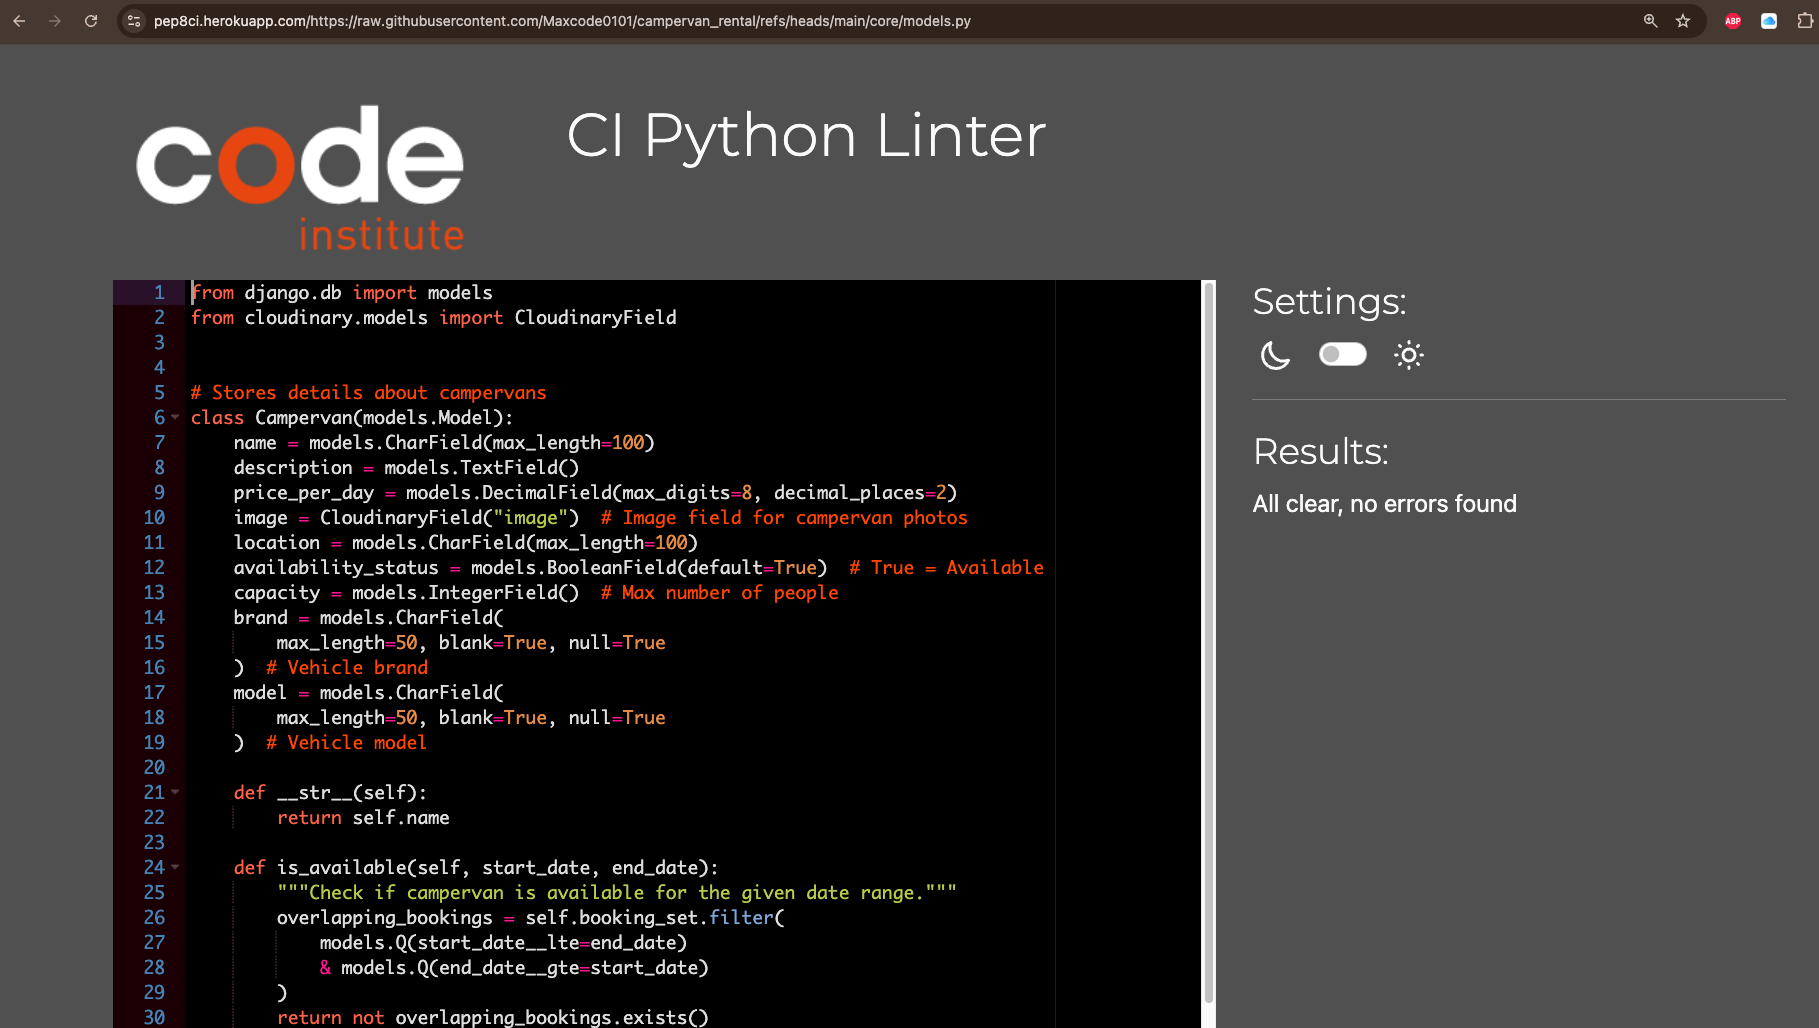 pep8ci.herokuapp.com/https://raw.githubusercontent.com/Maxcode0101/campervan_rental/refs/heads/main/core/models.py
ABP
code
institute
CI Python Linter
1 from django.db import models
2 from cloudinary.models import CloudinaryField
3
4
5 # Stores details about campervans
6 class Campervan(models.Model):
7     name = models.CharField(max_length=100)
8     description = models.TextField()
9     price_per_day = models.DecimalField(max_digits=8, decimal_places=2)
10     image = CloudinaryField("image")  # Image field for campervan photos
11     location = models.CharField(max_length=100)
12     availability_status = models.BooleanField(default=True)  # True = Available
13     capacity = models.IntegerField()  # Max number of people
14     brand = models.CharField(
15         max_length=50, blank=True, null=True
16     )  # Vehicle brand
17     model = models.CharField(
18         max_length=50, blank=True, null=True
19     )  # Vehicle model
20
21     def __str__(self):
22         return self.name
23
24     def is_available(self, start_date, end_date):
25         """Check if campervan is available for the given date range."""
26         overlapping_bookings = self.booking_set.filter(
27             models.Q(start_date__lte=end_date)
28             & models.Q(end_date__gte=start_date)
29         )
30         return not overlapping_bookings.exists()
Settings:
Results:
All clear, no errors found